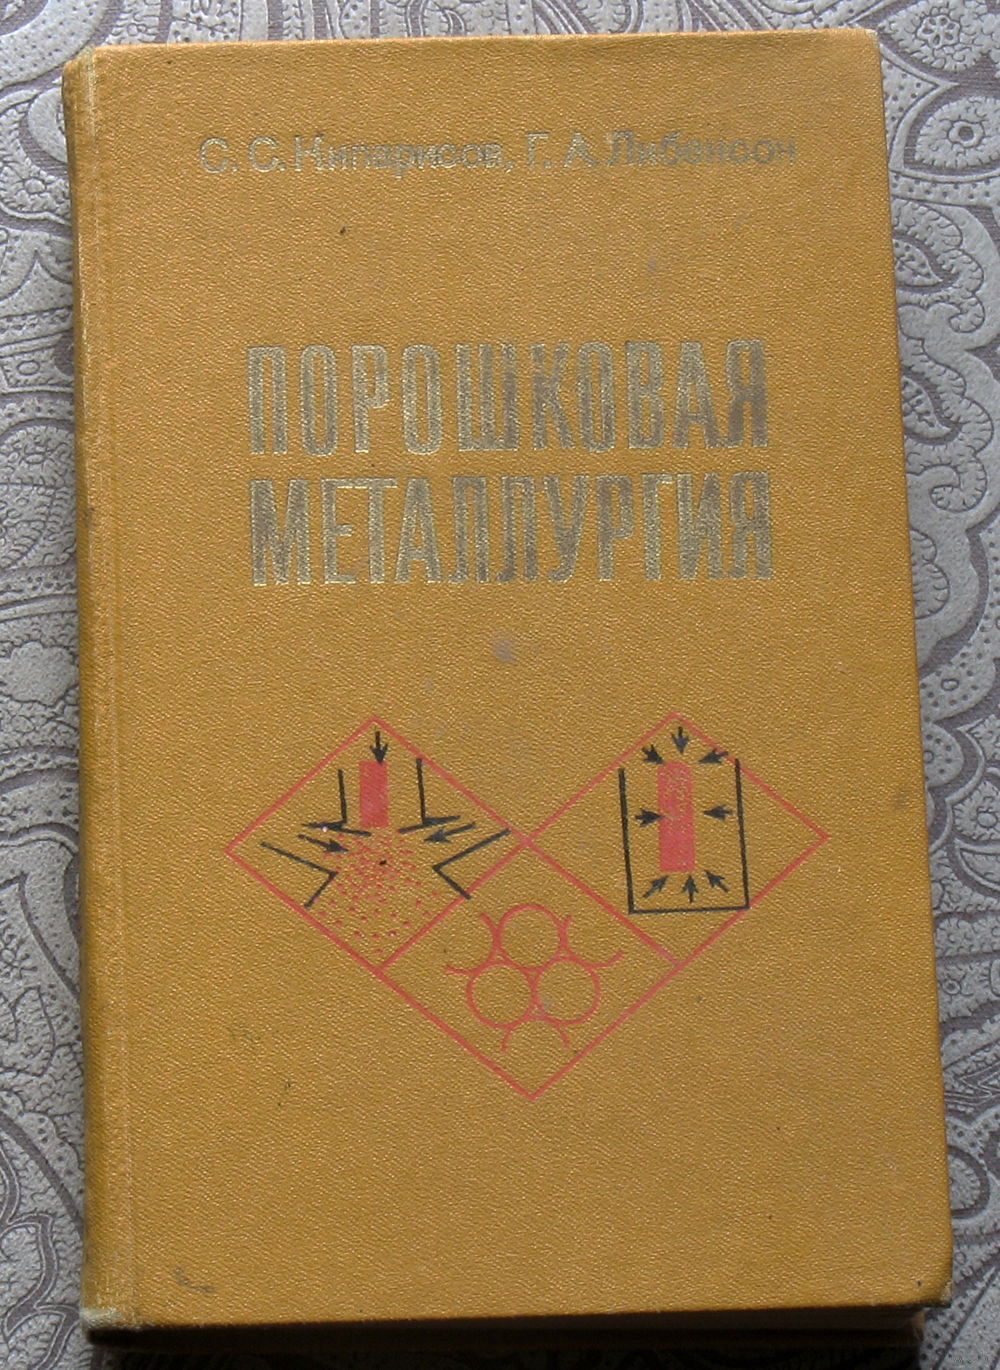 С. С. Кипарисов, Г. А. Либенсон
ПОРОШКОВАЯ
МЕТАЛЛУРГИЯ